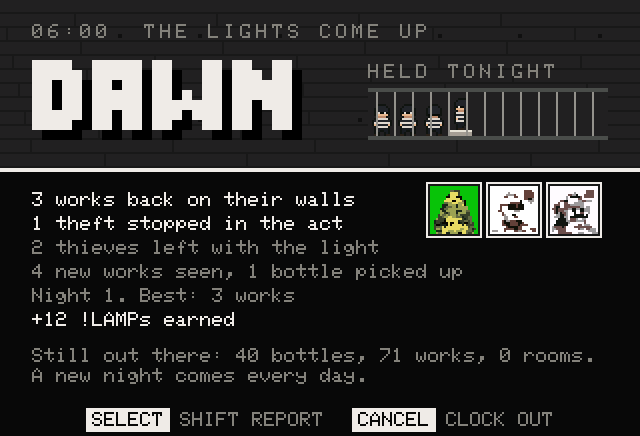 06:00 THE LIGHTS COME UP
DAWN
HELD TONIGHT
3 works back on their walls
1 theft stopped in the act
2 thieves left with the light
4 new works seen, 1 bottle picked up
Night 1. Best: 3 works
+12 !LAMPs earned
Still out there: 40 bottles, 71 works, 0 rooms.
A new night comes every day.
SELECT SHIFT REPORT CANCEL CLOCK OUT